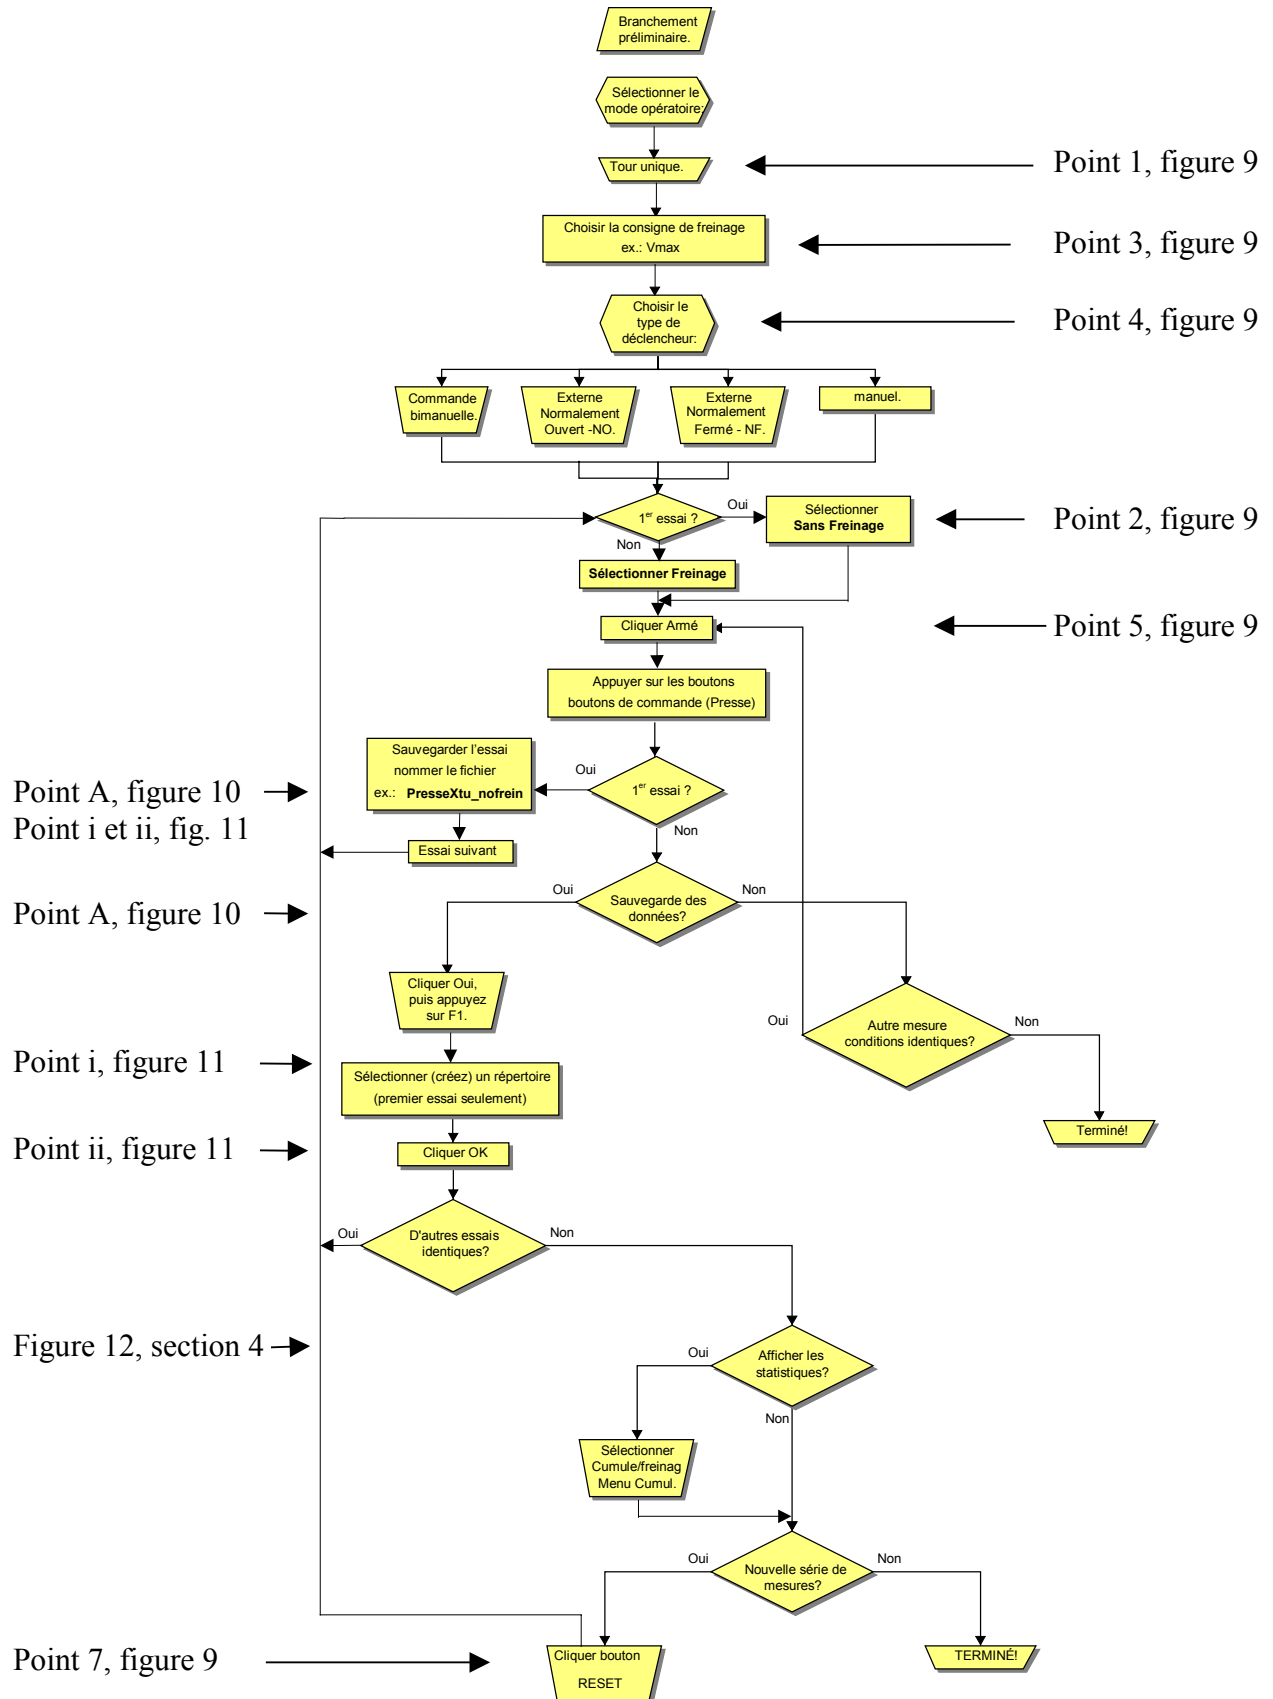 Branchement
préliminaire.
Sélectionner le
mode opératoire:
Tour unique.
Point 1, figure 9
Choisir la consigne de freinage
ex.: Vmax
Point 3, figure 9
Choisir le
type de
déclencheur:
Point 4, figure 9
Commande
bimanuelle.
Externe
Normalement
Ouvert -NO.
Externe
Normalement
Fermé - NF.
manuel.
1er essai ?
Oui
Non
Sélectionner
Sans Freinage
Point 2, figure 9
Sélectionner Freinage
Cliquer Armé
Point 5, figure 9
Appuyer sur les boutons
boutons de commande (Presse)
Sauvegarder l'essai
nommer le fichier
ex.: PresseXtu_nofrein
Oui
1er essai ?
Non
Point A, figure 10
Point i et ii, fig. 11
Essai suivant
Oui
Sauvegarde des
données?
Non
Point A, figure 10
Cliquer Oui,
puis appuyez
sur F1.
Oui
Autre mesure
conditions identiques?
Non
Point i, figure 11
Sélectionner (créez) un répertoire
(premier essai seulement)
Terminé!
Point ii, figure 11
Cliquer OK
Oui
D'autres essais
identiques?
Non
Figure 12, section 4
Oui
Afficher les
statistiques?
Non
Sélectionner
Cumule/freinag
Menu Cumul.
Oui
Nouvelle série de
mesures?
Non
Point 7, figure 9
Cliquer bouton
RESET
TERMINÉ!